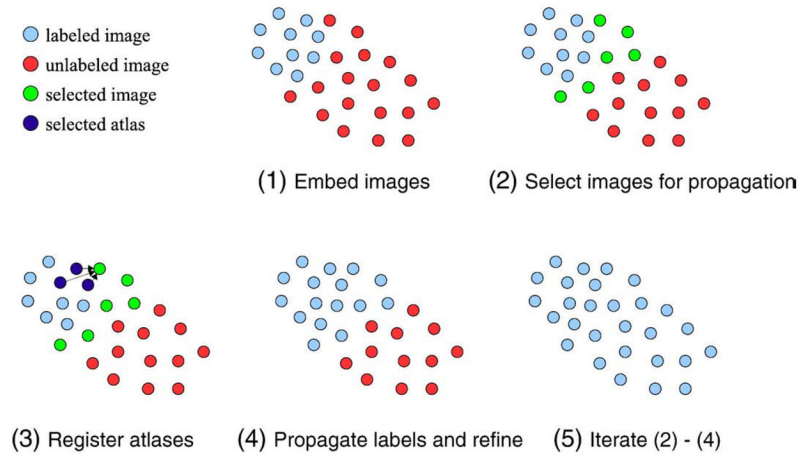 labeled image
unlabeled image
selected image
selected atlas
(1) Embed images
(2) Select images for propagation
(3) Register atlases
(4) Propagate labels and refine
(5) Iterate (2) - (4)